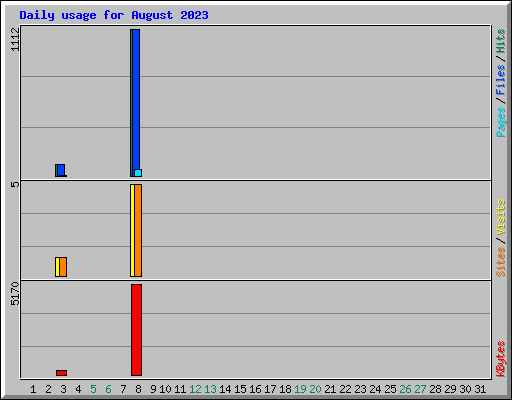 Daily usage for August 2023
1112
5
5170
Pages / Files / Hits
Sites / Visits
KBytes
1 2 3 4 5 6 7 8 9 10 11 12 13 14 15 16 17 18 19 20 21 22 23 24 25 26 27 28 29 30 31